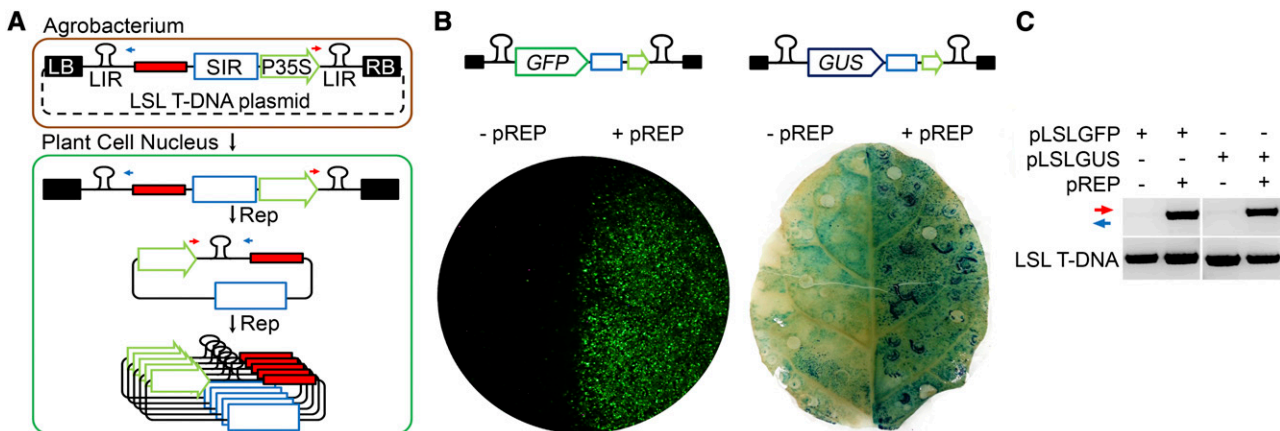 A
Agrobacterium
LB
LIR
SIR
P35S
LIR
RB
LSL T-DNA plasmid
Plant Cell Nucleus
Rep
Rep
B
GFP
GUS
- pREP + pREP
- pREP + pREP
C
pLSLGFP + + - -
pLSLGUS - - + +
pREP - + - +
LSL T-DNA